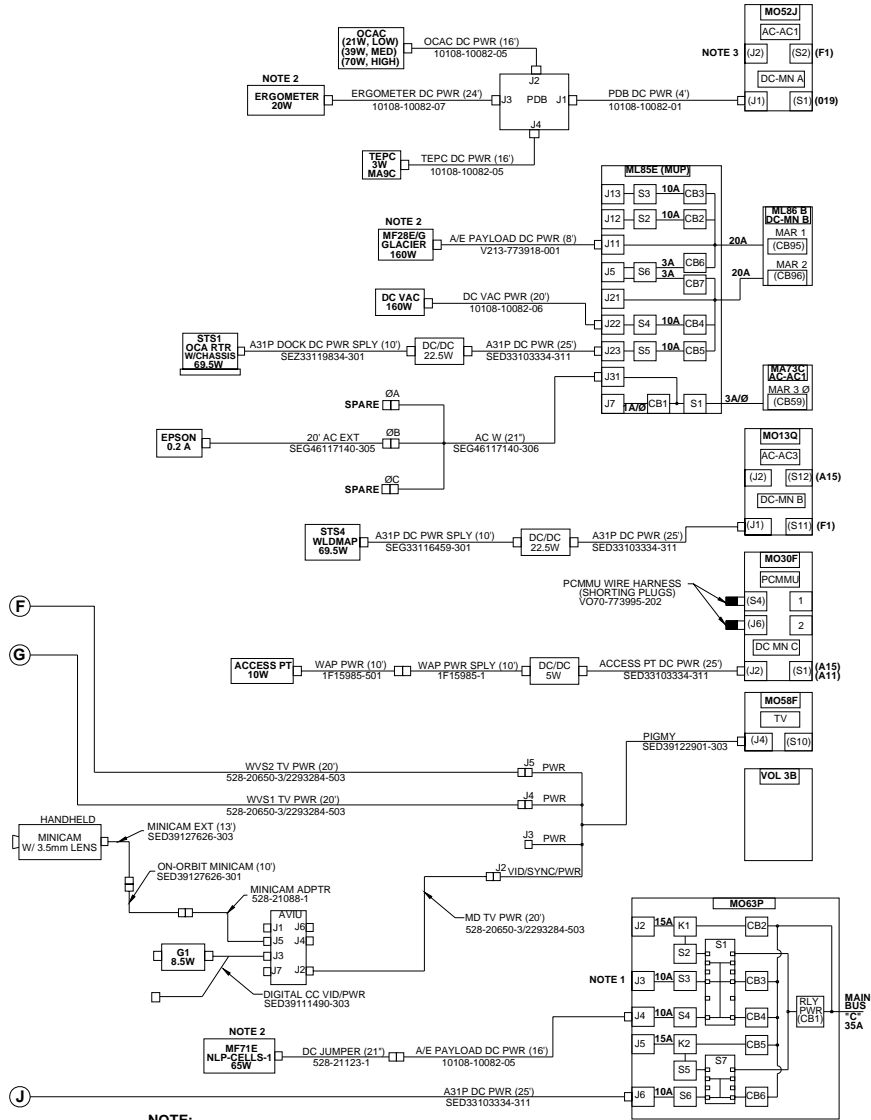 MO52J
AC-AC1
NOTE 3
(J2)
(S2)
(F1)
DC-MN A
(J1)
(S1)
(019)
OCAC
(21W, LOW)
(39W, MED)
(70W, HIGH)
OCAC DC PWR (16')
10108-10082-05
J2
NOTE 2
ERGOMETER
20W
ERGOMETER DC PWR (24')
10108-10082-07
J3
PDB
J1
PDB DC PWR (4')
10108-10082-01
J4
TEPC
3W
MA9C
TEPC DC PWR (16')
10108-10082-05
ML85E (MUP)
J13
S3
10A
CB3
J12
S2
10A
CB2
NOTE 2
MF28E/G
GLACIER
160W
A/E PAYLOAD DC PWR (8')
V213-773918-001
J11
J5
S6
3A
3A
CB6
CB7
J21
20A
20A
ML86 B
DC-MN B
MAR 1
(CB95)
MAR 2
(CB96)
DC VAC
160W
DC VAC PWR (20')
10108-10082-06
J22
S4
10A
CB4
STS1
OCA RTR
W/CHASSIS
69.5W
A31P DOCK DC PWR SPLY (10')
SEZ33119834-301
DC/DC
22.5W
A31P DC PWR (25')
SED33103334-311
J23
S5
10A
CB5
J31
J7
1A/Ø
CB1
S1
3A/Ø
MA73C
AC-AC1
MAR 3 Ø
(CB59)
ØA
SPARE
EPSON
0.2 A
20' AC EXT
SEG46117140-305
ØB
AC W (21")
SEG46117140-306
ØC
SPARE
MO13Q
AC-AC3
(J2)
(S12)
(A15)
DC-MN B
(J1)
(S11)
(F1)
STS4
WLDMAP
69.5W
A31P DC PWR SPLY (10')
SEG33116459-301
DC/DC
22.5W
A31P DC PWR (25')
SED33103334-311
MO30F
PCMMU
PCMMU WIRE HARNESS
(SHORTING PLUGS)
VO70-773995-202
(S4)
1
(J6)
2
DC MN C
(J2)
(S1)
(A15)
(A11)
F
G
ACCESS PT
10W
WAP PWR (10')
1F15985-501
WAP PWR SPLY (10')
1F15985-1
DC/DC
5W
ACCESS PT DC PWR (25')
SED33103334-311
MO58F
TV
(J4)
(S10)
PIGMY
SED39122901-303
WVS2 TV PWR (20')
528-20650-3/2293284-503
J5
PWR
VOL 3B
WVS1 TV PWR (20')
528-20650-3/2293284-503
J4
PWR
J3
PWR
HANDHELD
MINICAM
W/ 3.5mm LENS
MINICAM EXT (13')
SED39127626-303
J2
VID/SYNC/PWR
ON-ORBIT MINICAM (10')
SED39127626-301
MINICAM ADPTR
528-21088-1
MD TV PWR (20')
528-20650-3/2293284-503
AVIU
J1
J6
J5
J4
J3
J7
J2
G1
8.5W
DIGITAL CC VID/PWR
SED39111490-303
MO63P
J2
15A
K1
CB2
S2
S1
NOTE 1
J3
10A
S3
CB3
J4
10A
S4
CB4
RLY
PWR
(CB1)
MAIN
BUS
"C"
35A
J5
15A
K2
CB5
S5
S7
J6
10A
S6
CB6
NOTE 2
MF71E
NLP-CELLS-1
65W
DC JUMPER (21")
528-21123-1
A/E PAYLOAD DC PWR (16')
10108-10082-05
J
A31P DC PWR (25')
SED33103334-311
NOTE: